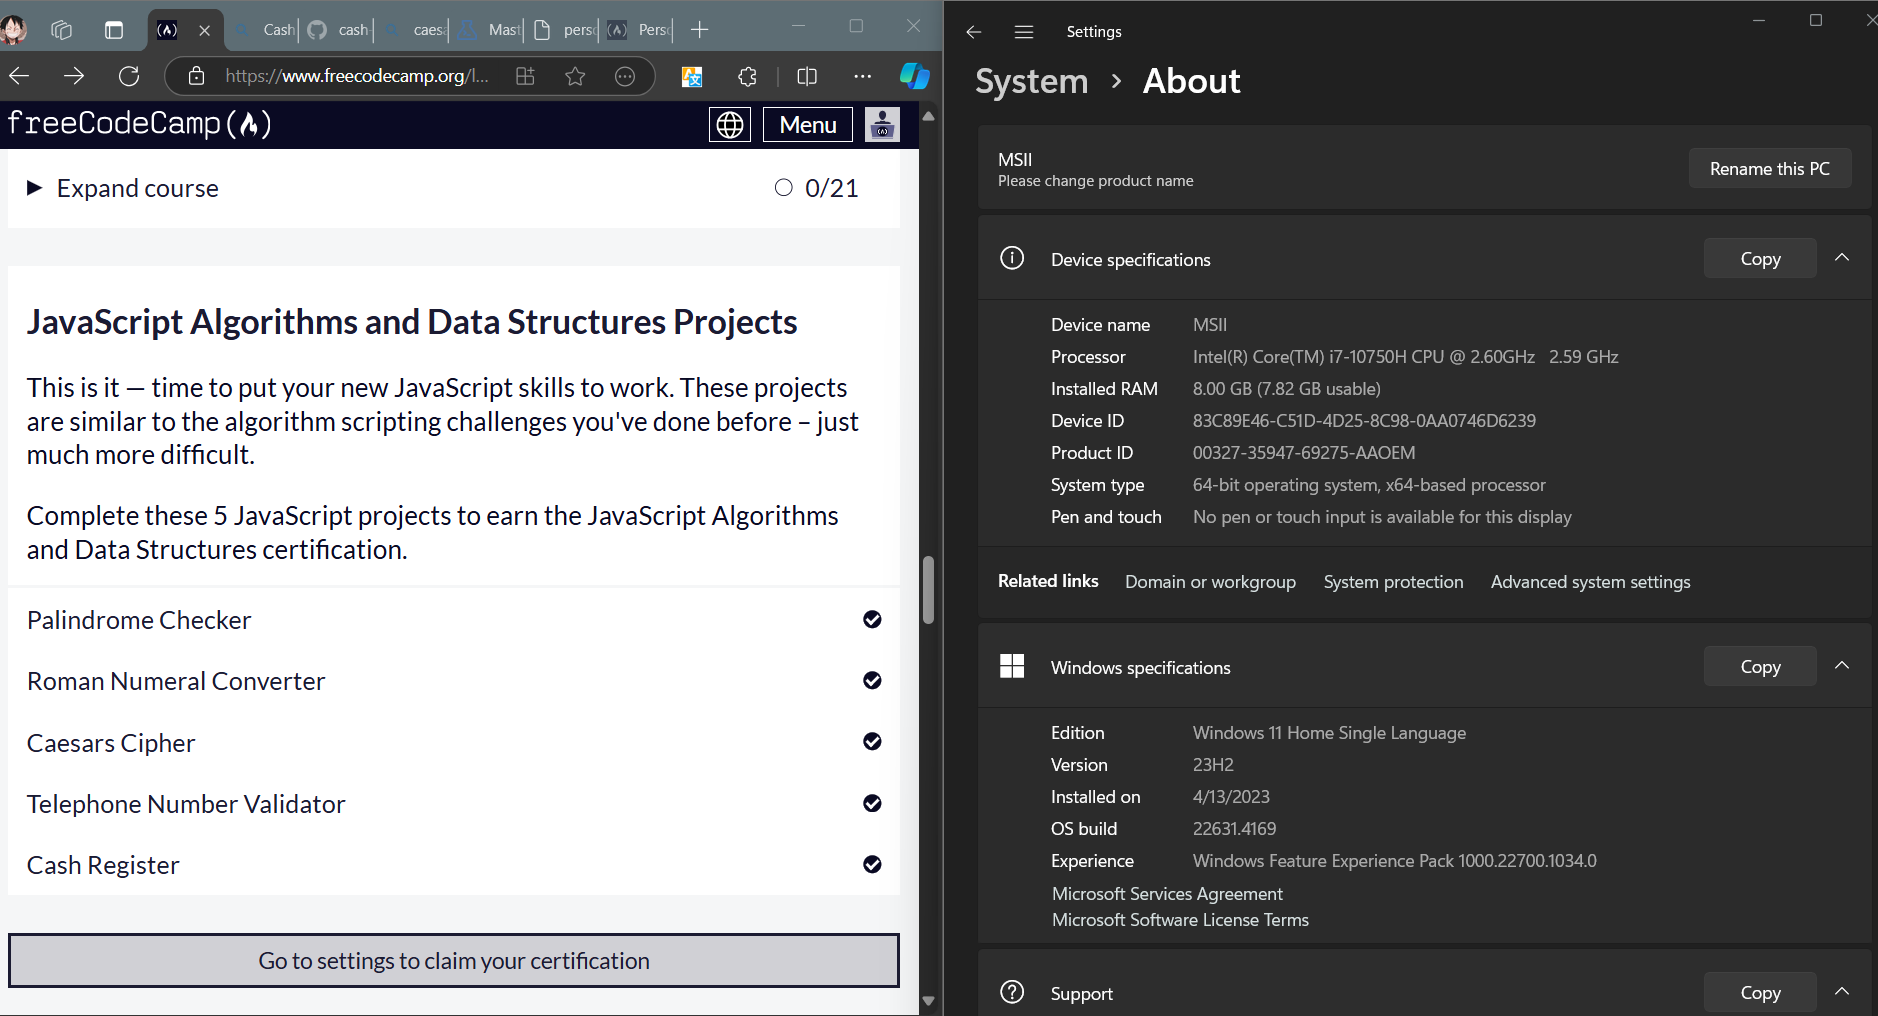 Cash
cash
caesa
Mast
perso
Perso
https://www.freecodecamp.org/l...
freeCodeCamp(🔥)
Menu
Expand course
0/21
JavaScript Algorithms and Data Structures Projects
This is it — time to put your new JavaScript skills to work. These projects
are similar to the algorithm scripting challenges you've done before – just
much more difficult.
Complete these 5 JavaScript projects to earn the JavaScript Algorithms
and Data Structures certification.
Palindrome Checker
Roman Numeral Converter
Caesars Cipher
Telephone Number Validator
Cash Register
Go to settings to claim your certification
Settings
System > About
MSII
Please change product name
Rename this PC
Device specifications
Copy
Device name MSII
Processor Intel(R) Core(TM) i7-10750H CPU @ 2.60GHz 2.59 GHz
Installed RAM 8.00 GB (7.82 GB usable)
Device ID 83C89E46-C51D-4D25-8C98-0AA0746D6239
Product ID 00327-35947-69275-AAOEM
System type 64-bit operating system, x64-based processor
Pen and touch No pen or touch input is available for this display
Related links Domain or workgroup System protection Advanced system settings
Windows specifications
Copy
Edition Windows 11 Home Single Language
Version 23H2
Installed on 4/13/2023
OS build 22631.4169
Experience Windows Feature Experience Pack 1000.22700.1034.0
Microsoft Services Agreement
Microsoft Software License Terms
Support
Copy